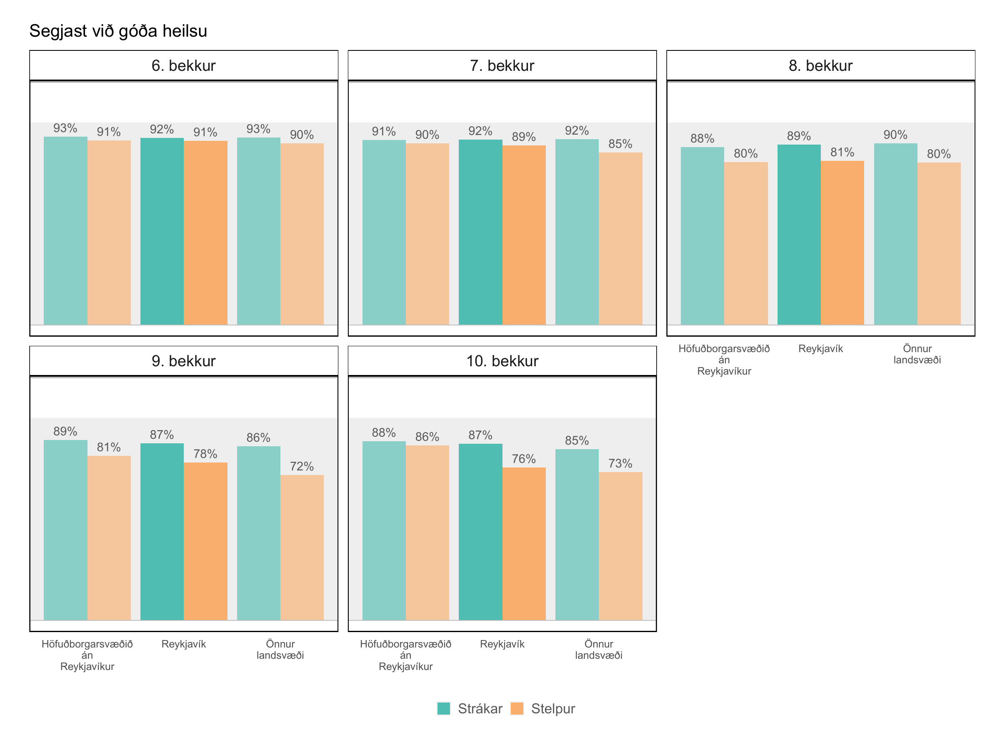 Segjast við góða heilsu
6. bekkur
93% 91% 92% 91% 93% 90%
7. bekkur
91% 90% 92% 89% 92% 85%
8. bekkur
88% 80% 89% 81% 90% 80%
Höfuðborgarsvæðið
án
Reykjavíkur
Reykjavík
Önnur
landsvæði
9. bekkur
89% 81% 87% 78% 86% 72%
Höfuðborgarsvæðið
án
Reykjavíkur
Reykjavík
Önnur
landsvæði
10. bekkur
88% 86% 87% 76% 85% 73%
Höfuðborgarsvæðið
án
Reykjavíkur
Reykjavík
Önnur
landsvæði
Strákar Stelpur